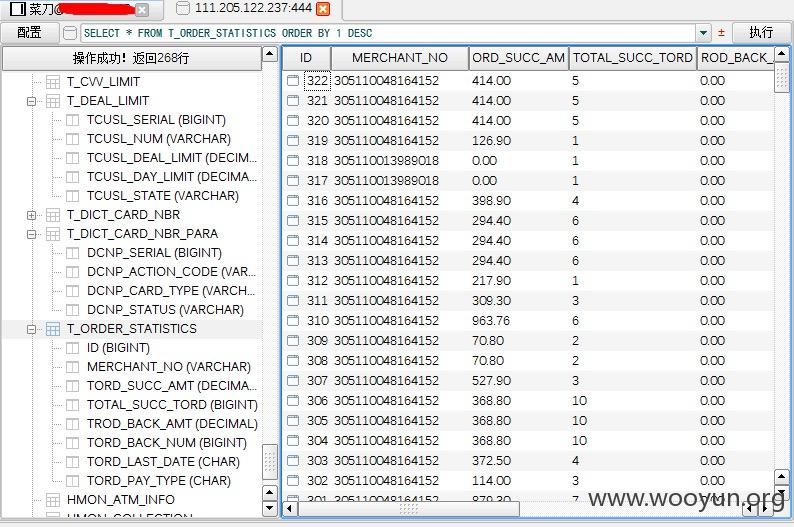 菜刀@
111.205.122.237:444
配置
SELECT * FROM T_ORDER_STATISTICS ORDER BY 1 DESC
执行
操作成功！返回268行
T_CVV_LIMIT
T_DEAL_LIMIT
TCUSL_SERIAL (BIGINT)
TCUSL_NUM (VARCHAR)
TCUSL_DEAL_LIMIT (DECIM...
TCUSL_DAY_LIMIT (DECIMA...
TCUSL_STATE (VARCHAR)
T_DICT_CARD_NBR
T_DICT_CARD_NBR_PARA
DCNP_SERIAL (BIGINT)
DCNP_ACTION_CODE (VAR...
DCNP_CARD_TYPE (VARCH...
DCNP_STATUS (VARCHAR)
T_ORDER_STATISTICS
ID (BIGINT)
MERCHANT_NO (VARCHAR)
TORD_SUCC_AMT (DECIMA...
TOTAL_SUCC_TORD (BIGINT)
TROD_BACK_AMT (DECIMAL)
TORD_BACK_NUM (BIGINT)
TORD_LAST_DATE (CHAR)
TORD_PAY_TYPE (CHAR)
HMON_ATM_INFO
HMON_COLLECTION
ID MERCHANT_NO ORD_SUCC_AM TOTAL_SUCC_TORD ROD_BACK_
322 305110048164152 414.00 5 0.00
321 305110048164152 414.00 5 0.00
320 305110048164152 414.00 5 0.00
319 305110048164152 126.90 1 0.00
318 305110013989018 0.00 1 0.00
317 305110013989018 0.00 1 0.00
316 305110048164152 398.90 4 0.00
315 305110048164152 294.40 6 0.00
314 305110048164152 294.40 6 0.00
313 305110048164152 294.40 6 0.00
312 305110048164152 217.90 1 0.00
311 305110048164152 309.30 3 0.00
310 305110048164152 963.76 6 0.00
309 305110048164152 70.80 2 0.00
308 305110048164152 70.80 2 0.00
307 305110048164152 527.90 3 0.00
306 305110048164152 368.80 10 0.00
305 305110048164152 368.80 10 0.00
304 305110048164152 368.80 10 0.00
303 305110048164152 372.50 4 0.00
302 305110048164152 114.00 3 0.00
301 305110048164152 879.30 7 0.00
www.wooyun.org